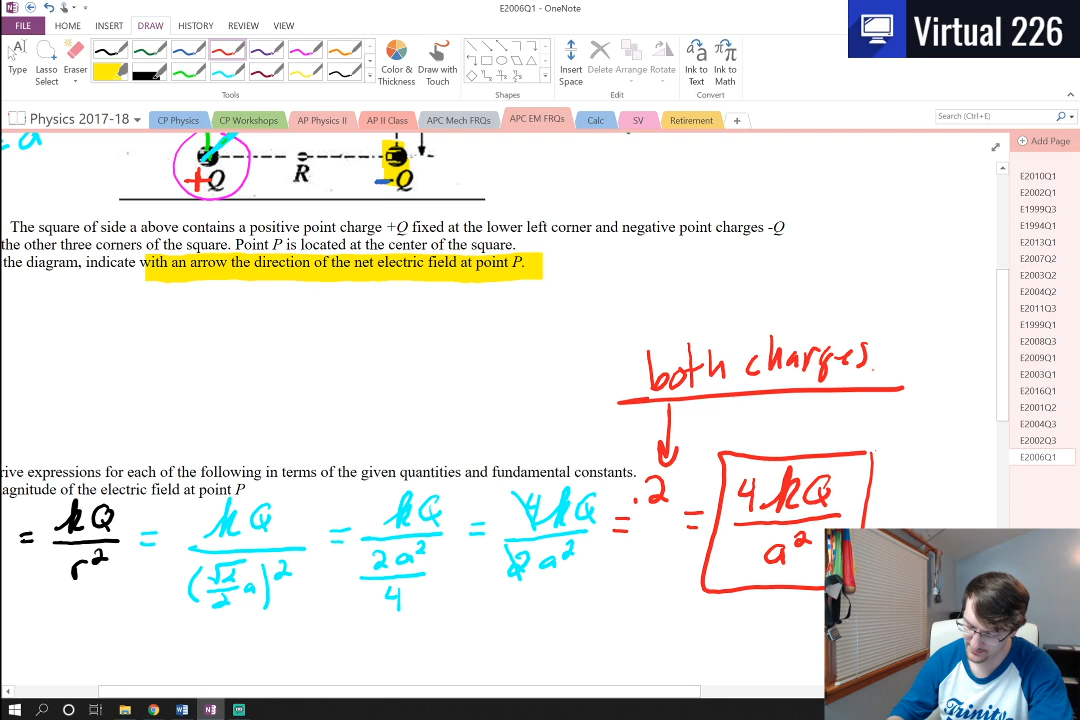 E2006Q1 - OneNote
Virtual 226
FILE HOME INSERT DRAW HISTORY REVIEW VIEW
Type Lasso Select Eraser
Color & Thickness Draw with Touch
Insert Space Delete Arrange Rotate
Ink to Text Ink to Math
Tools Shapes Edit Convert
Physics 2017-18 CP Physics CP Workshops AP Physics II AP II Class APC Mech FRQs APC EM FRQs Calc SV Retirement +
Search (Ctrl+E)
Add Page
E2010Q1
E2002Q1
E1999Q3
E1994Q1
E2013Q1
E2007Q2
E2003Q2
E2004Q2
E2011Q3
E1999Q1
E2008Q3
E2009Q1
E2003Q1
E2016Q1
E2001Q2
E2004Q3
E2002Q3
E2006Q1
+Q R -Q
The square of side a above contains a positive point charge +Q fixed at the lower left corner and negative point charges -Q
the other three corners of the square. Point P is located at the center of the square.
the diagram, indicate with an arrow the direction of the net electric field at point P.
both charges.
rive expressions for each of the following in terms of the given quantities and fundamental constants.
agnitude of the electric field at point P
= kQ/r² = kQ/(√2/2 a)² = kQ/(2a²/4) = 4kQ/2a² · 2 = = 4kQ/a²
Trinity